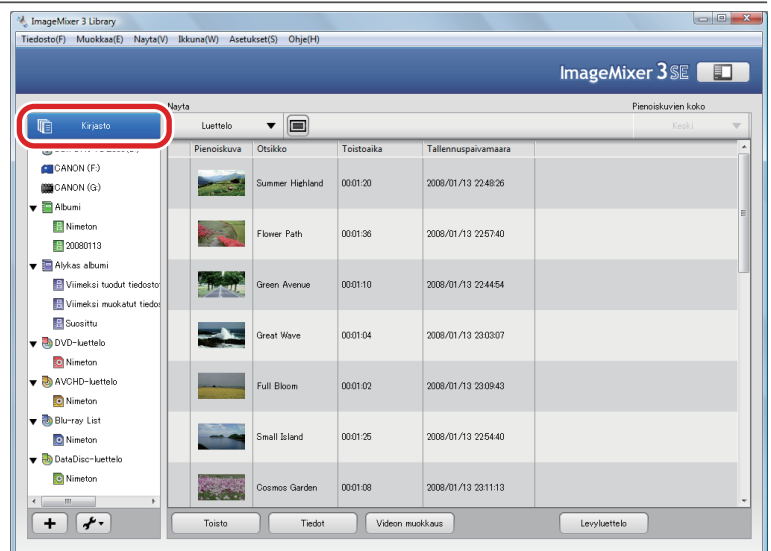 ImageMixer 3 Library
Tiedosto(F) Muokkaa(E) Nayta(V) Ikkuna(W) Asetukset(S) Ohje(H)
ImageMixer 3 SE
Nayta
Pienoiskuvien koko
Kirjasto
Luettelo
Keski
Pienoiskuva Otsikko Toistoaika Tallennuspaivamaara
CANON (F:)
CANON (G:)
Albumi
Nimeton
20080113
Alykas albumi
Viimeksi tuodut tiedosto
Viimeksi muokatut tiedos
Suosittu
DVD-luettelo
Nimeton
AVCHD-luettelo
Nimeton
Blu-ray List
Nimeton
DataDisc-luettelo
Nimeton
Summer Highland 00:01:20 2008/01/13 22:48:26
Flower Path 00:01:36 2008/01/13 22:57:40
Green Avenue 00:01:10 2008/01/13 22:44:54
Great Wave 00:01:04 2008/01/13 23:03:07
Full Bloom 00:01:02 2008/01/13 23:09:43
Small Island 00:01:25 2008/01/13 22:54:40
Cosmos Garden 00:01:08 2008/01/13 23:11:13
Toisto Tiedot Videon muokkaus Levyluettelo